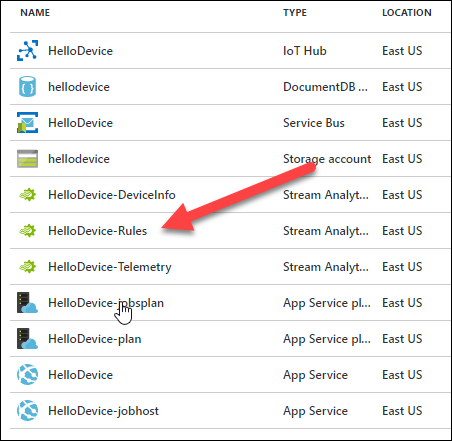 NAME TYPE LOCATION
HelloDevice IoT Hub East US
hellodevice DocumentDB ... East US
HelloDevice Service Bus East US
hellodevice Storage account East US
HelloDevice-DeviceInfo Stream Analyt... East US
HelloDevice-Rules Stream Analyt... East US
HelloDevice-Telemetry Stream Analyt... East US
HelloDevice-jobsplan App Service pl... East US
HelloDevice-plan App Service pl... East US
HelloDevice App Service East US
HelloDevice-jobhost App Service East US